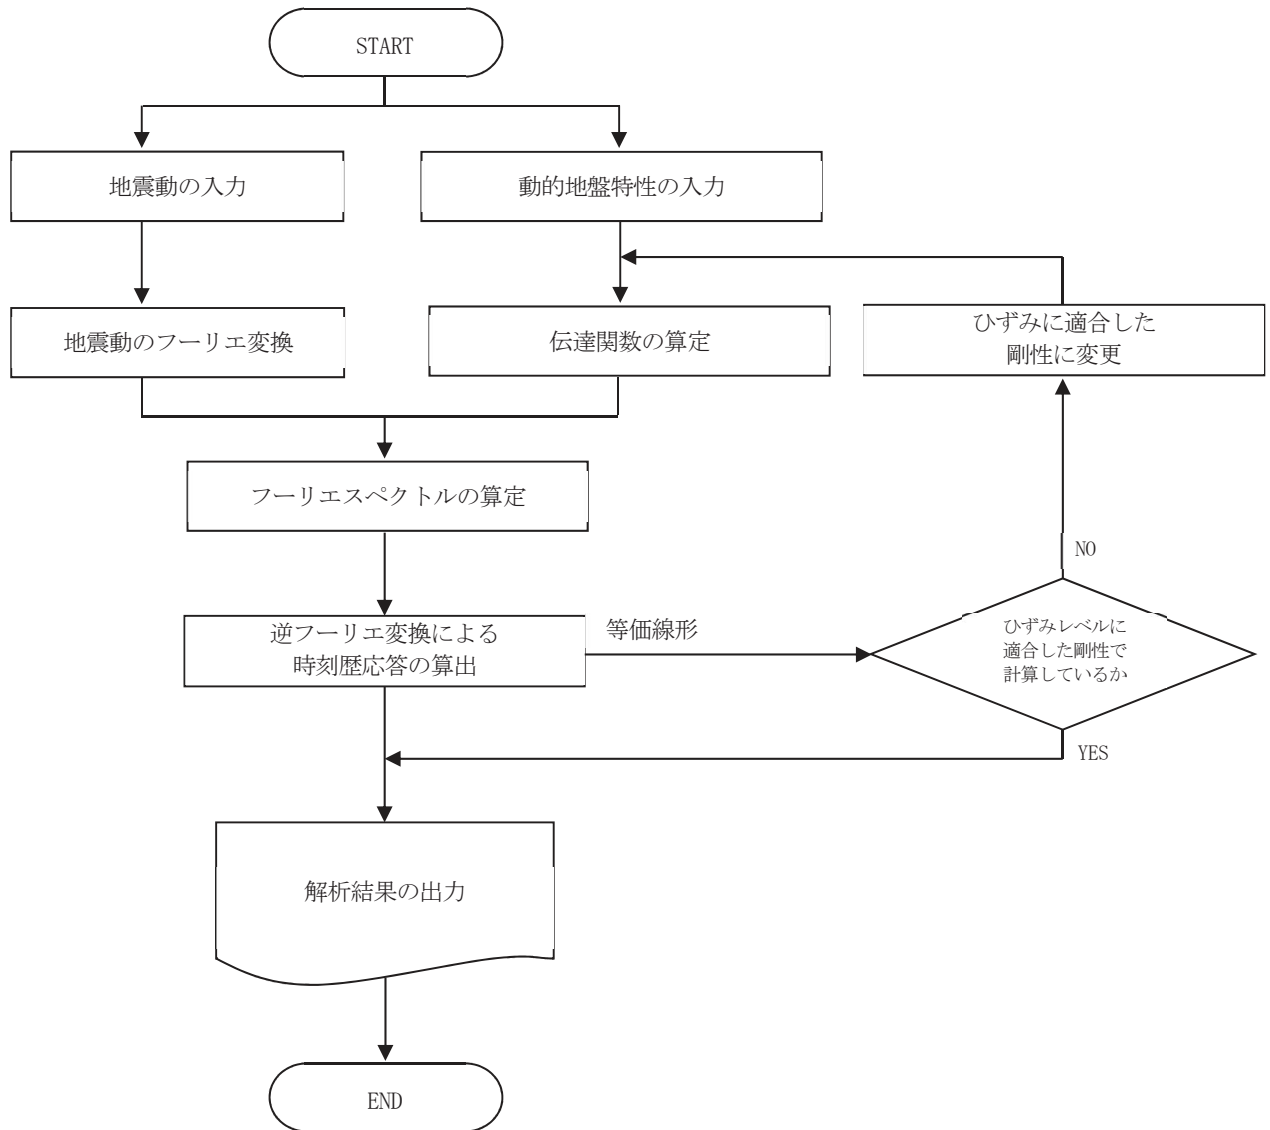 START
地震動の入力
動的地盤特性の入力
地震動のフーリエ変換
伝達関数の算定
ひずみに適合した
剛性に変更
フーリエスペクトルの算定
NO
逆フーリエ変換による
時刻歴応答の算出
等価線形
ひずみレベルに
適合した剛性で
計算しているか
YES
解析結果の出力
END